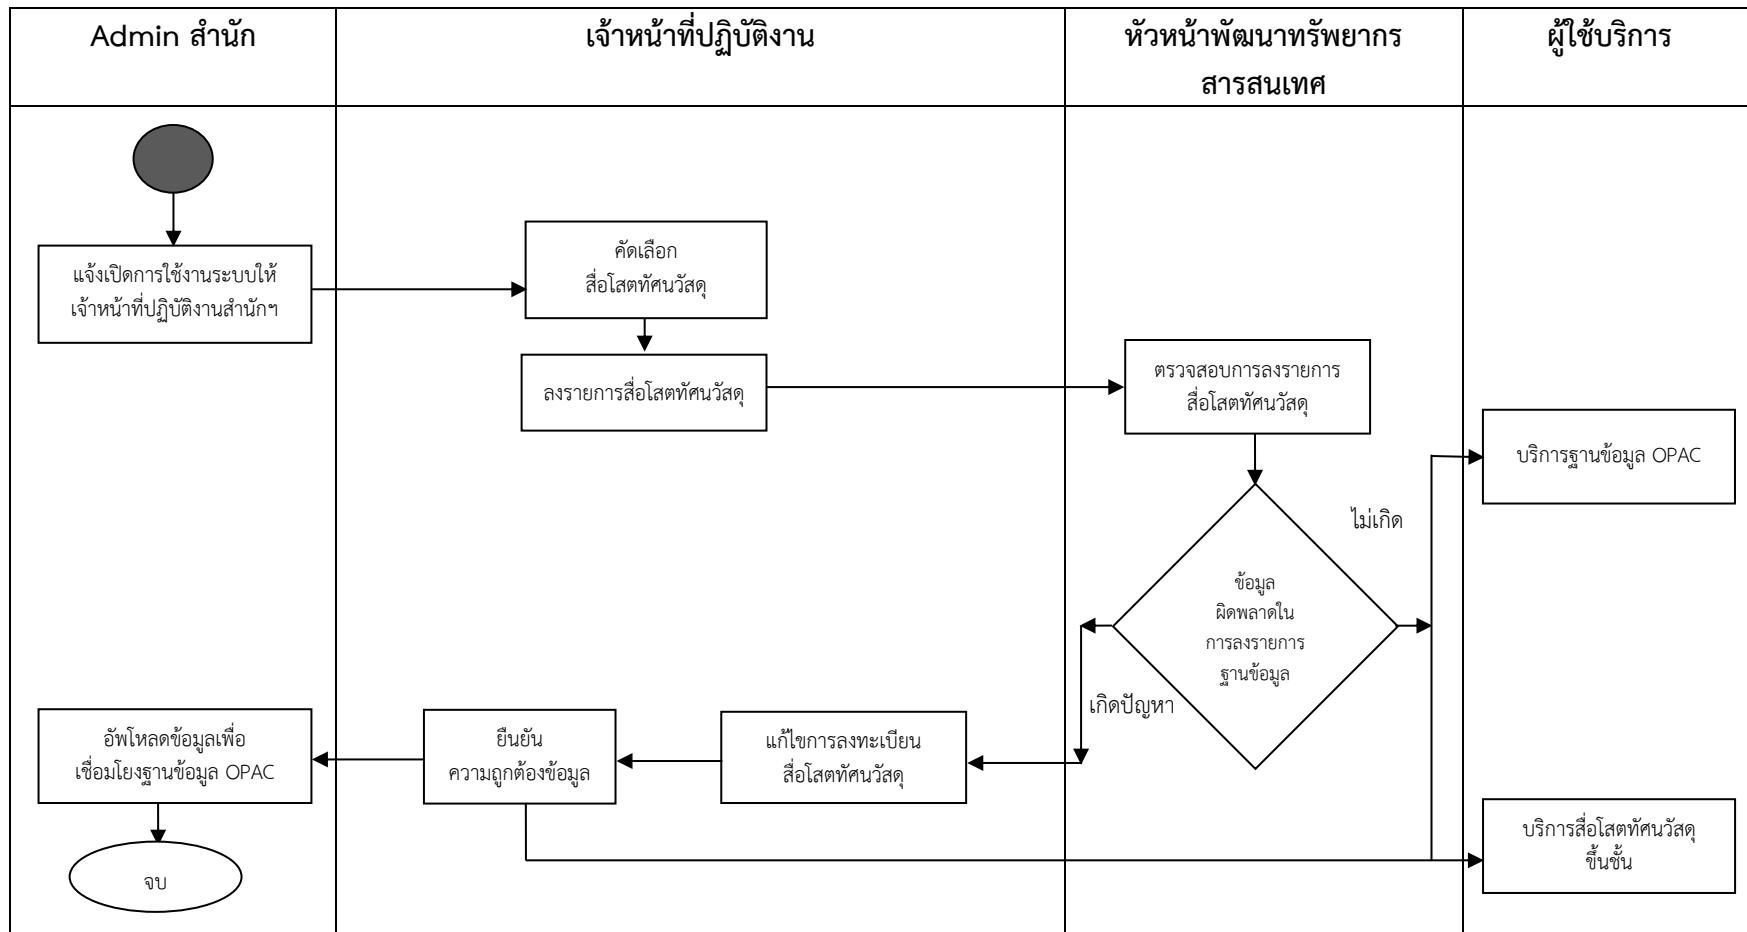 Admin สำนัก
เจ้าหน้าที่ปฏิบัติงาน
หัวหน้าพัฒนาทรัพยากร
สารสนเทศ
ผู้ใช้บริการ
แจ้งเปิดการใช้งานระบบให้
เจ้าหน้าที่ปฏิบัติงานสำนักฯ
คัดเลือก
สื่อโสตทัศนวัสดุ
ลงรายการสื่อโสตทัศนวัสดุ
ตรวจสอบการลงรายการ
สื่อโสตทัศนวัสดุ
บริการฐานข้อมูล OPAC
ไม่เกิด
ข้อมูล
ผิดพลาดใน
การลงรายการ
ฐานข้อมูล
เกิดปัญหา
อัพโหลดข้อมูลเพื่อ
เชื่อมโยงฐานข้อมูล OPAC
ยืนยัน
ความถูกต้องข้อมูล
แก้ไขการลงทะเบียน
สื่อโสตทัศนวัสดุ
บริการสื่อโสตทัศนวัสดุ
ขึ้นชั้น
จบ